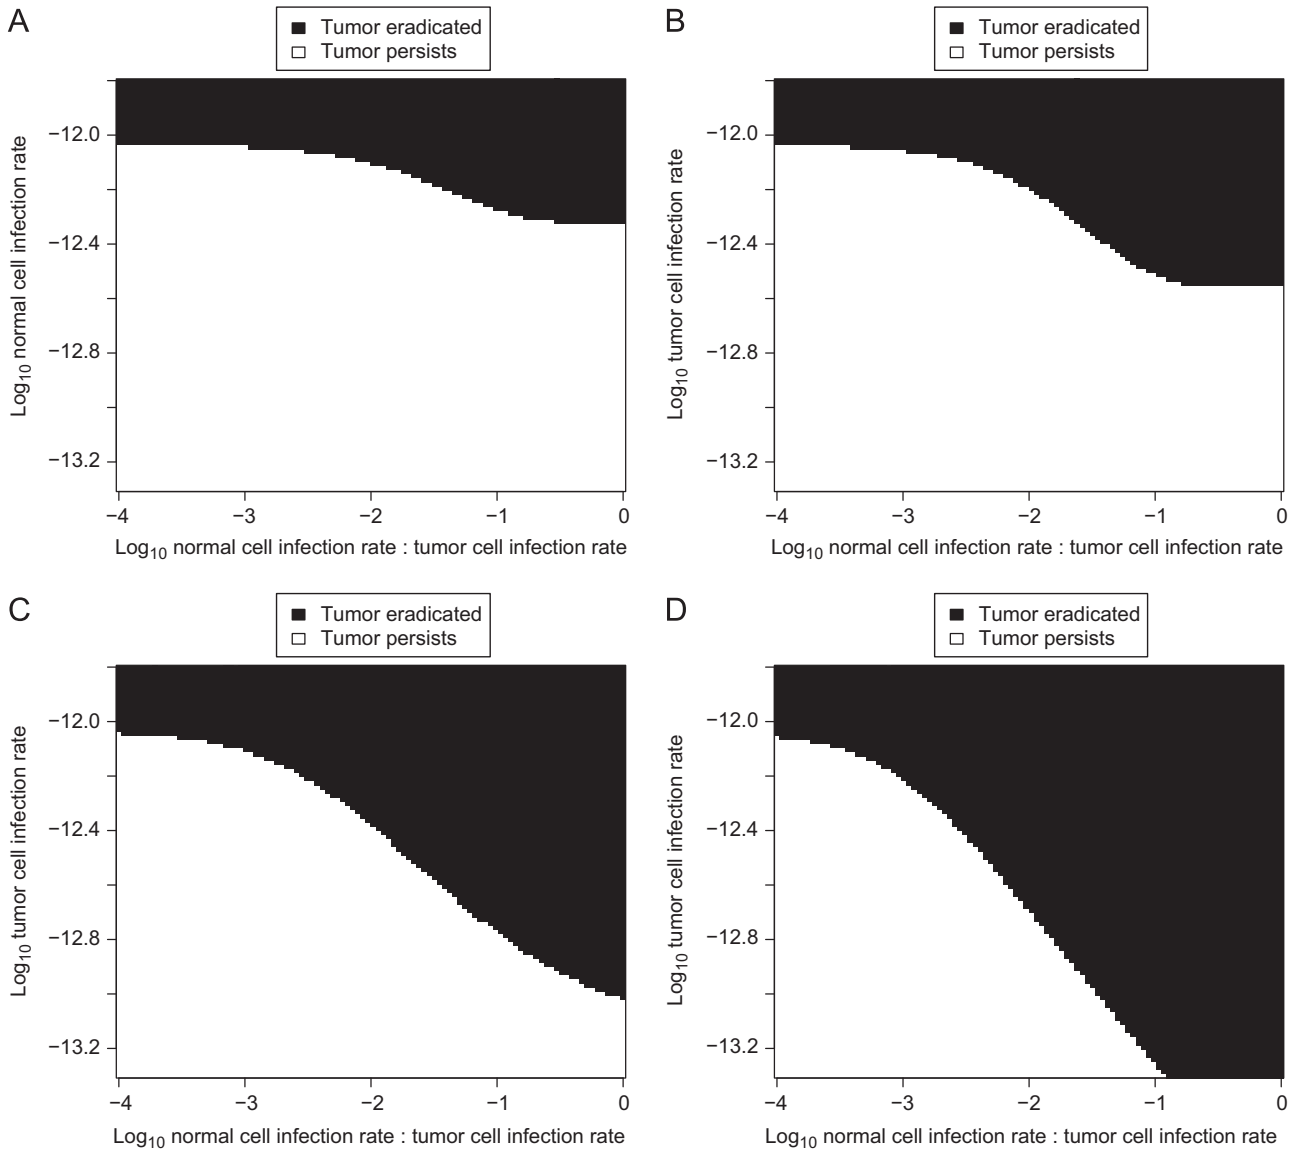 A
Tumor eradicated
Tumor persists
Log10 normal cell infection rate
−12.0
−12.4
−12.8
−13.2
−4 −3 −2 −1 0
Log10 normal cell infection rate : tumor cell infection rate
B
Tumor eradicated
Tumor persists
Log10 tumor cell infection rate
−12.0
−12.4
−12.8
−13.2
−4 −3 −2 −1 0
Log10 normal cell infection rate : tumor cell infection rate
C
Tumor eradicated
Tumor persists
Log10 tumor cell infection rate
−12.0
−12.4
−12.8
−13.2
−4 −3 −2 −1 0
Log10 normal cell infection rate : tumor cell infection rate
D
Tumor eradicated
Tumor persists
Log10 tumor cell infection rate
−12.0
−12.4
−12.8
−13.2
−4 −3 −2 −1 0
Log10 normal cell infection rate : tumor cell infection rate